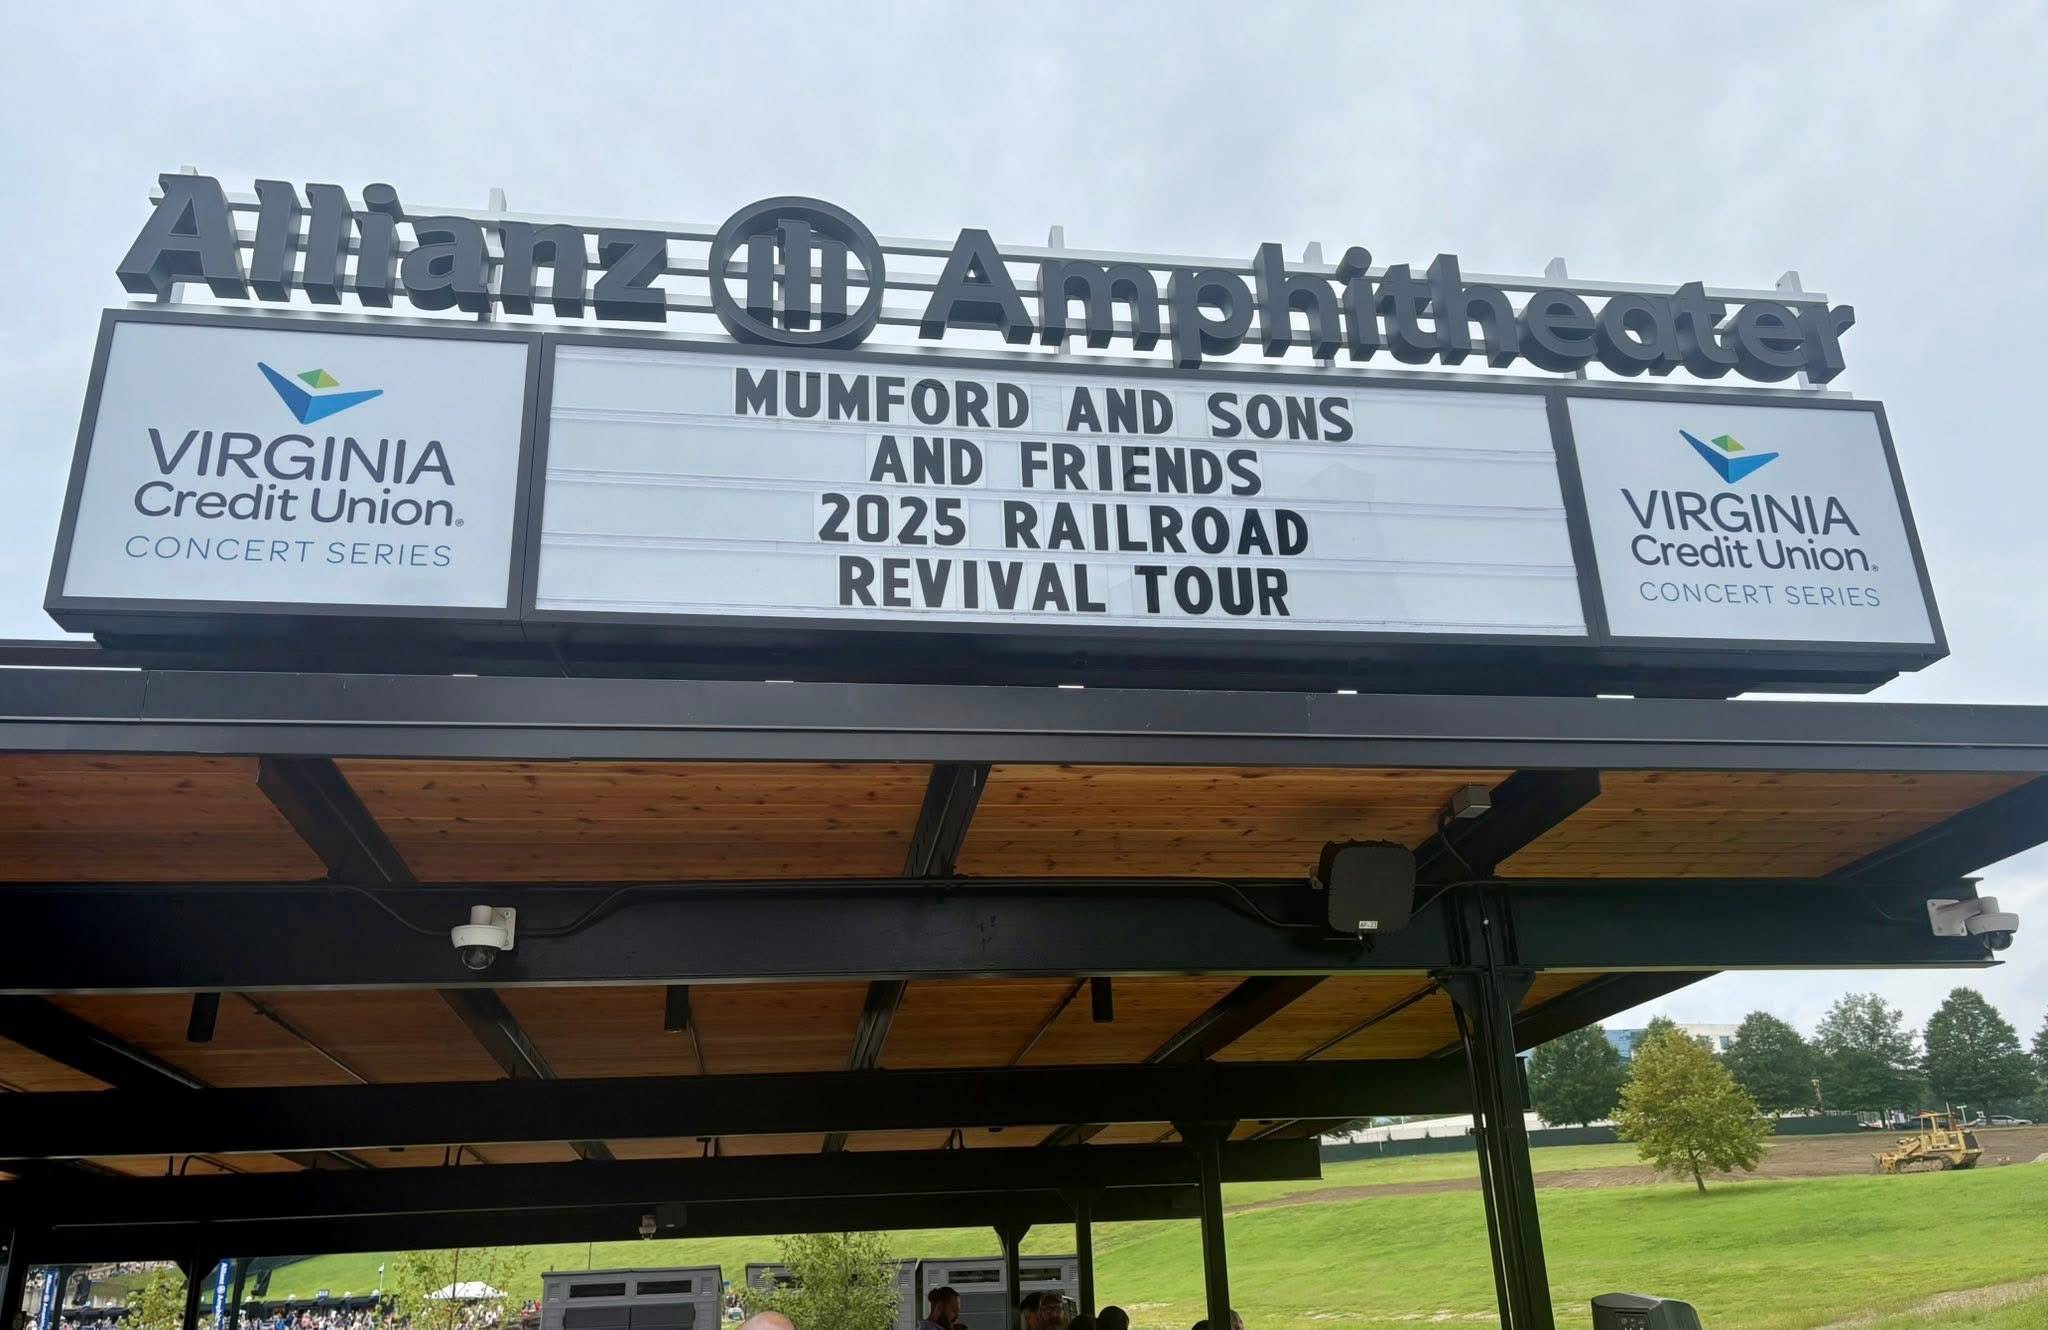 Allianz Amphitheater
VIRGINIA
Credit Union®
CONCERT SERIES
MUMFORD AND SONS
AND FRIENDS
2025 RAILROAD
REVIVAL TOUR
VIRGINIA
Credit Union®
CONCERT SERIES